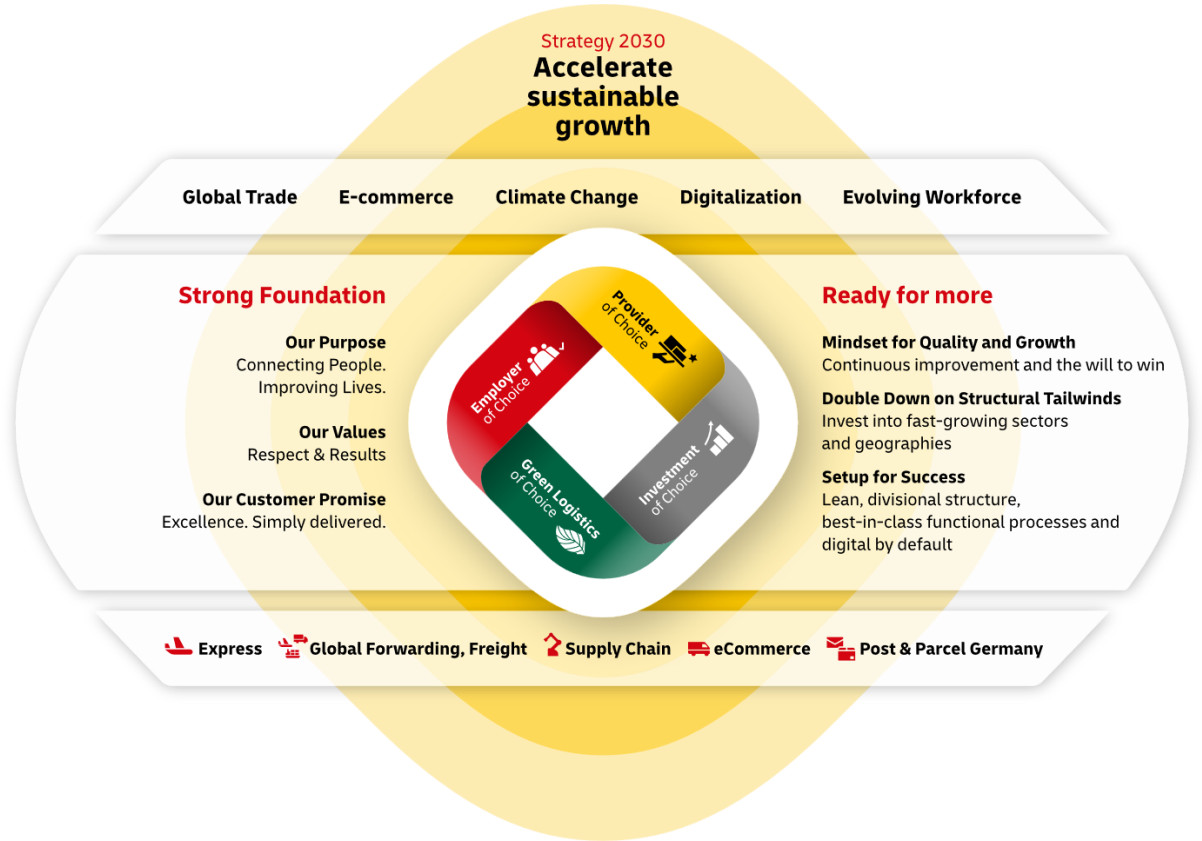 Strategy 2030
Accelerate
sustainable
growth
Global Trade
E-commerce
Climate Change
Digitalization
Evolving Workforce
Strong Foundation
Our Purpose
Connecting People.
Improving Lives.
Our Values
Respect & Results
Our Customer Promise
Excellence. Simply delivered.
Employer
of Choice
Provider
of Choice
Green Logistics
of Choice
Investment
of Choice
Ready for more
Mindset for Quality and Growth
Continuous improvement and the will to win
Double Down on Structural Tailwinds
Invest into fast-growing sectors
and geographies
Setup for Success
Lean, divisional structure,
best-in-class functional processes and
digital by default
Express
Global Forwarding, Freight
Supply Chain
eCommerce
Post & Parcel Germany